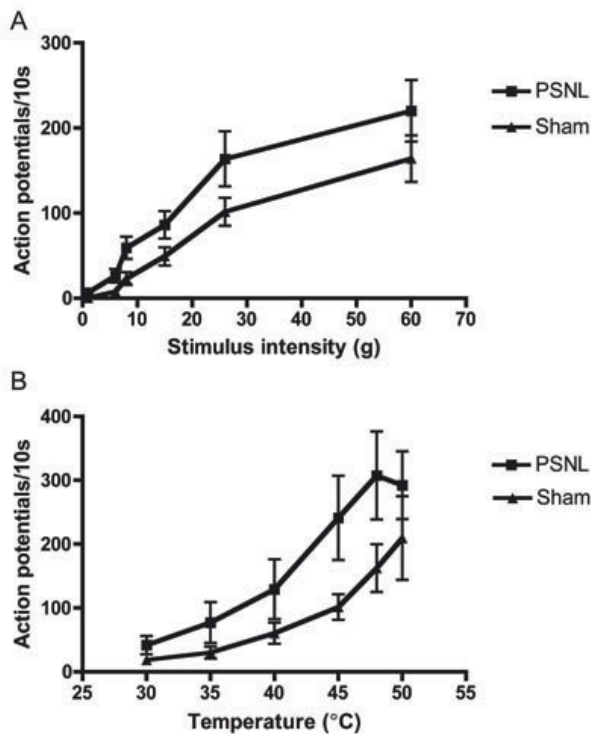 A
Action potentials/10s
300
200
100
0
0 10 20 30 40 50 60 70
Stimulus intensity (g)
PSNL
Sham
B
Action potentials/10s
400
300
200
100
0
25 30 35 40 45 50 55
Temperature (°C)
PSNL
Sham